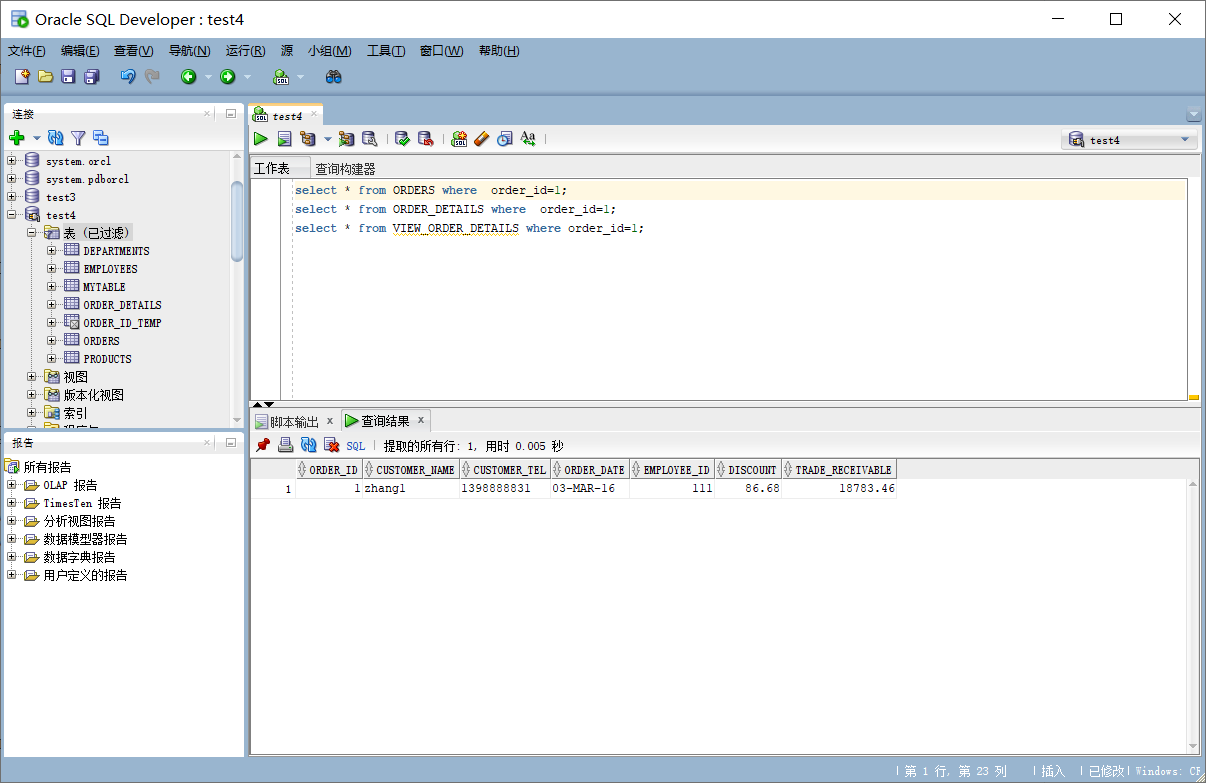 Oracle SQL Developer : test4
文件(F) 编辑(E) 查看(V) 导航(N) 运行(R) 源 小组(M) 工具(T) 窗口(W) 帮助(H)
连接
system.orcl
system.pdborcl
test3
test4
表 (已过滤)
DEPARTMENTS
EMPLOYEES
MYTABLE
ORDER_DETAILS
ORDER_ID_TEMP
ORDERS
PRODUCTS
视图
版本化视图
索引
报告
所有报告
OLAP 报告
TimesTen 报告
分析视图报告
数据模型器报告
数据字典报告
用户定义的报告
test4
test4
工作表 查询构建器
select * from ORDERS where  order_id=1;
select * from ORDER_DETAILS where  order_id=1;
select * from VIEW_ORDER_DETAILS where order_id=1;
脚本输出 x 查询结果 x
SQL | 提取的所有行: 1, 用时 0.005 秒
ORDER_ID CUSTOMER_NAME CUSTOMER_TEL ORDER_DATE EMPLOYEE_ID DISCOUNT TRADE_RECEIVABLE
1 1 zhang1 1398888831 03-MAR-16 111 86.68 18783.46
| 第 1 行, 第 23 列 | 插入 | 已修改 | Windows: CF